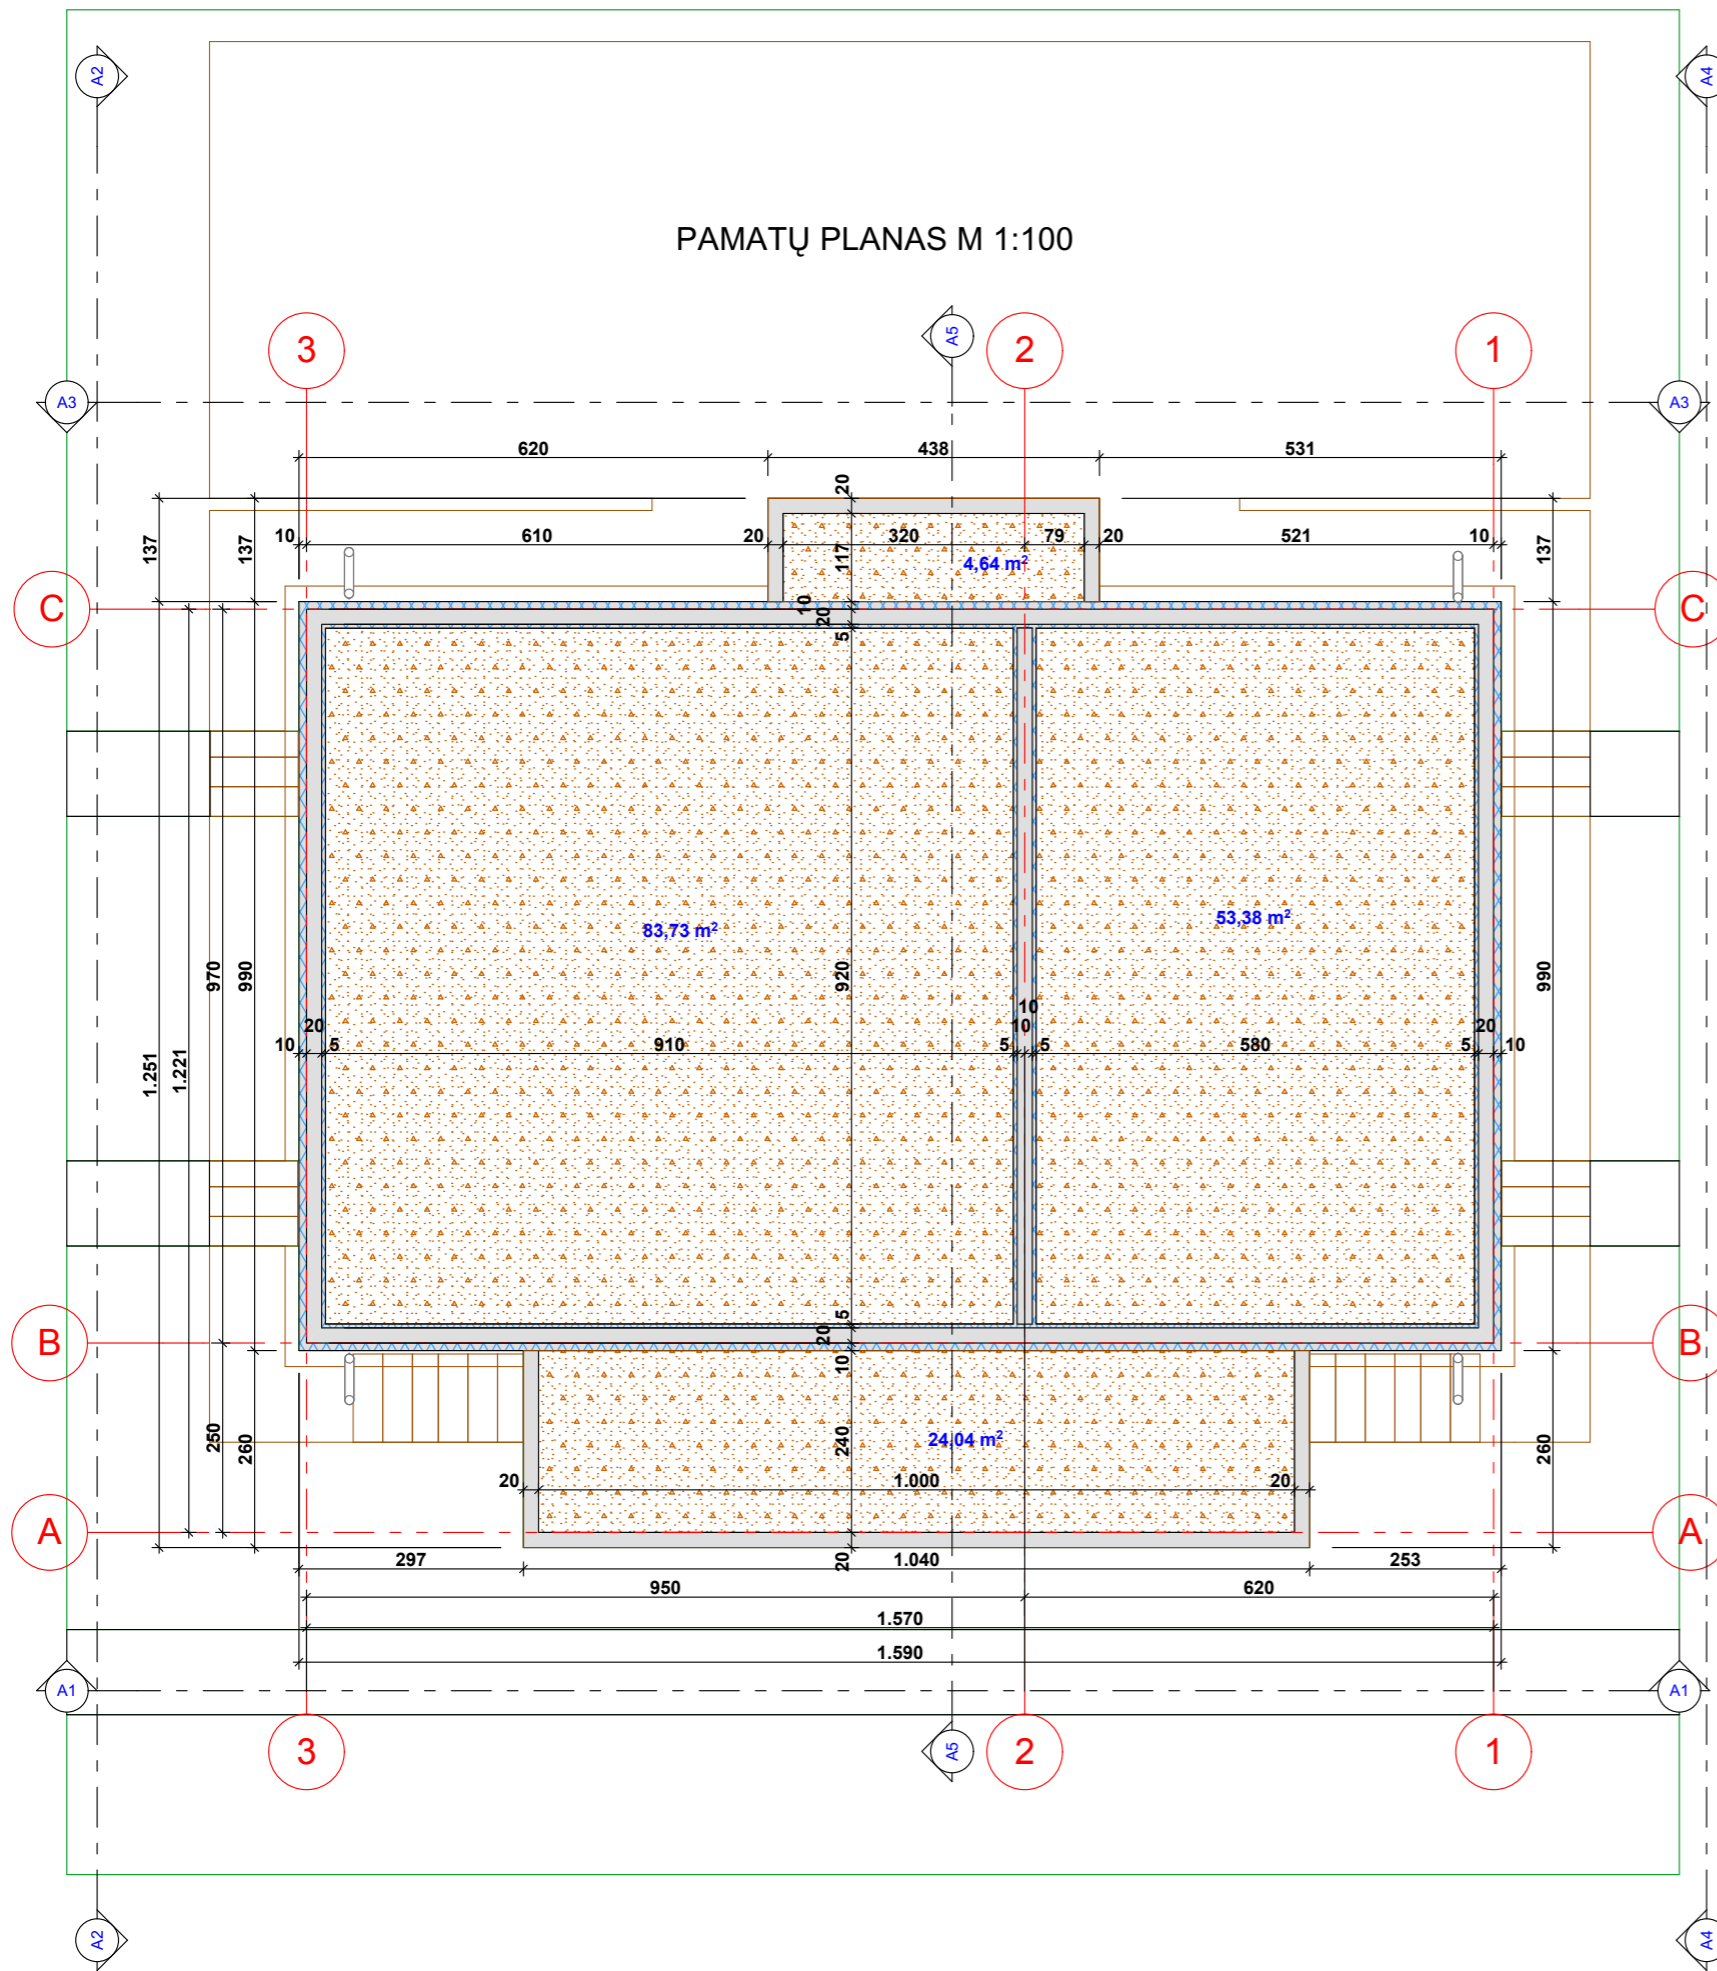 A2
A4
PAMATŲ PLANAS M 1:100
3
A5
2
1
A3
A3
620
438
531
20
137
137
10
610
20
320
79
20
521
10
137
117
4,64 m²
C
C
10
20
5
83,73 m²
53,38 m²
970
990
920
990
1.251
1.221
10
20
5
910
5
10
10
5
580
5
20
10
B
5
20
B
10
250
260
240
24,04 m²
260
20
1.000
20
A
A
297
20
1.040
253
950
620
1.570
1.590
A1
A1
3
A5
2
1
A2
A4